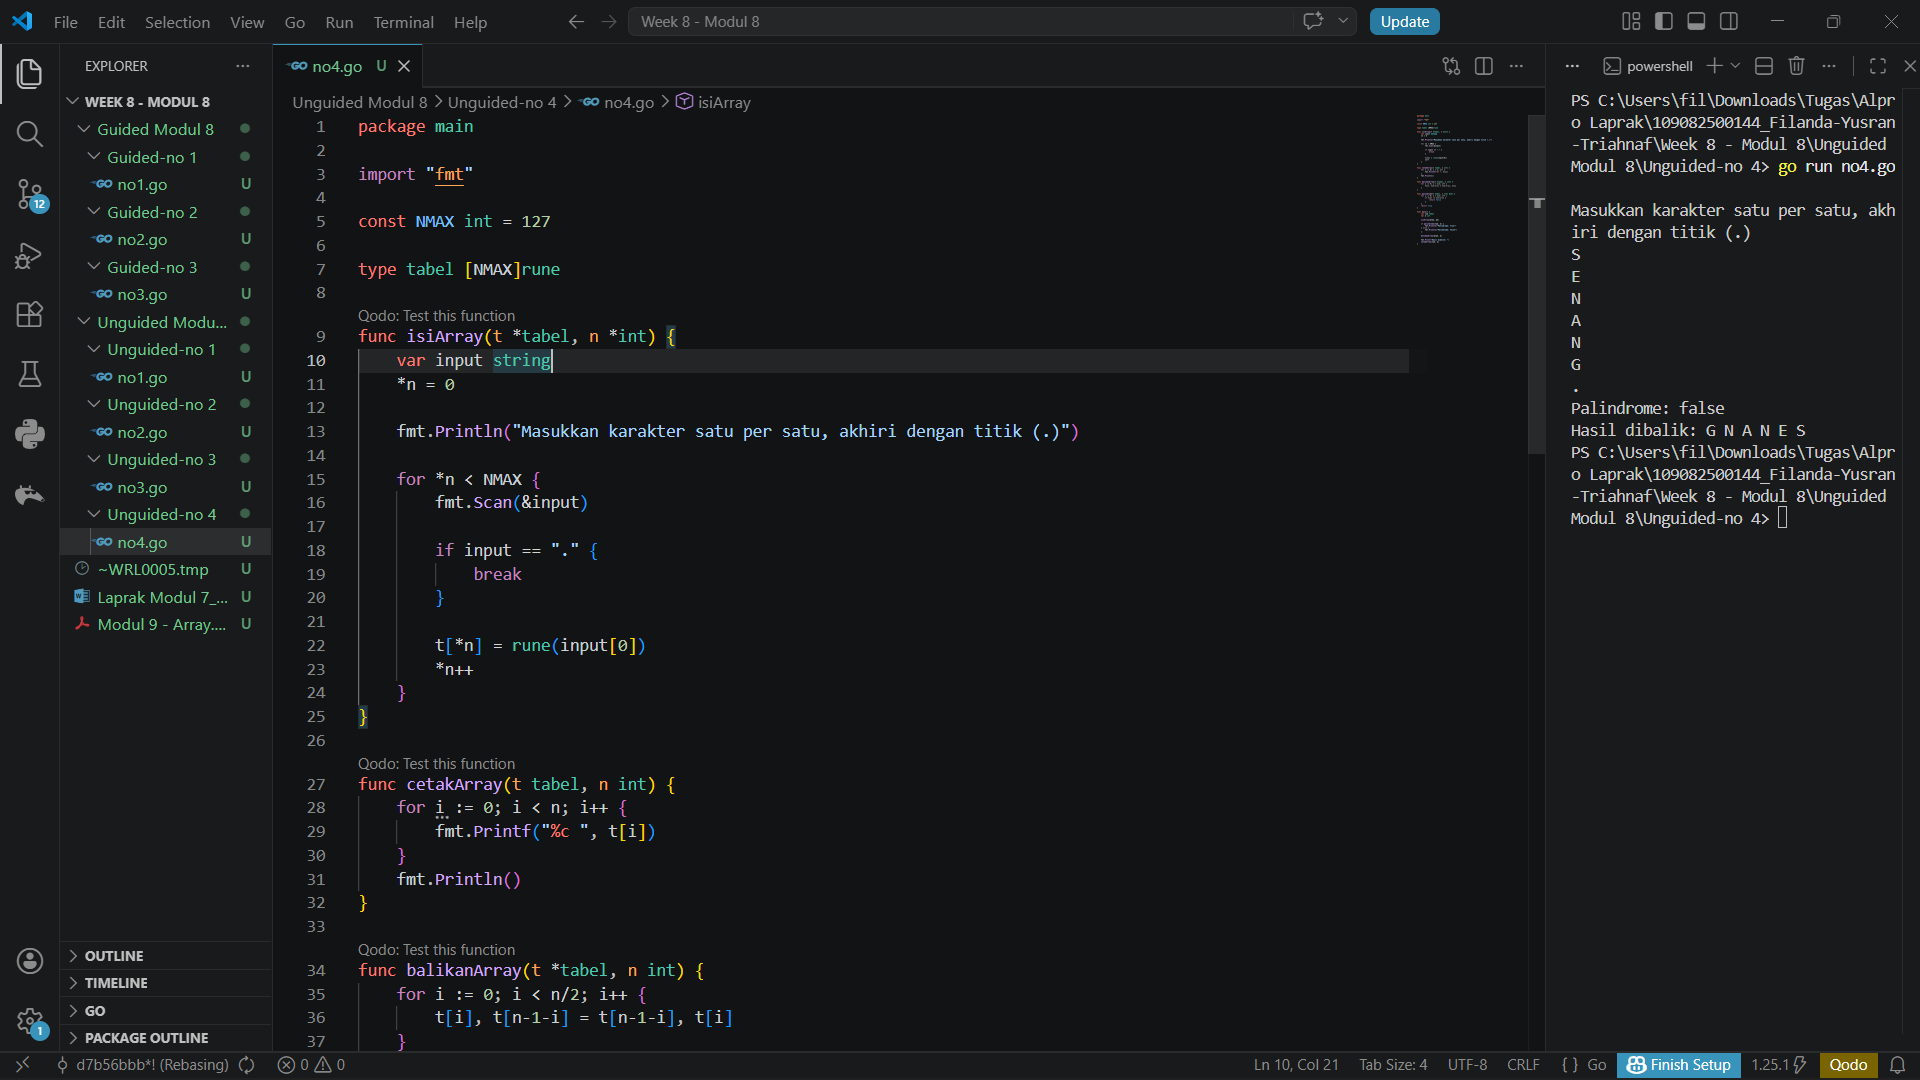 File Edit Selection View Go Run Terminal Help
Week 8 - Modul 8
Update
EXPLORER
WEEK 8 - MODUL 8
Guided Modul 8
Guided-no 1
no1.go U
Guided-no 2
no2.go U
Guided-no 3
no3.go U
Unguided Modu...
Unguided-no 1
no1.go U
Unguided-no 2
no2.go U
Unguided-no 3
no3.go U
Unguided-no 4
no4.go U
~WRL0005.tmp U
Laprak Modul 7_... U
Modul 9 - Array.... U
OUTLINE
TIMELINE
GO
PACKAGE OUTLINE
12
1
no4.go U
Unguided Modul 8 > Unguided-no 4 > no4.go > isiArray
1 package main
2
3 import "fmt"
4
5 const NMAX int = 127
6
7 type tabel [NMAX]rune
8
Qodo: Test this function
9 func isiArray(t *tabel, n *int) {
10 var input string
11 *n = 0
12
13 fmt.Println("Masukkan karakter satu per satu, akhiri dengan titik (.)")
14
15 for *n < NMAX {
16 fmt.Scan(&input)
17
18 if input == "." {
19 break
20 }
21
22 t[*n] = rune(input[0])
23 *n++
24 }
25 }
26
Qodo: Test this function
27 func cetakArray(t tabel, n int) {
28 for i := 0; i < n; i++ {
29 fmt.Printf("%c ", t[i])
30 }
31 fmt.Println()
32 }
33
Qodo: Test this function
34 func balikanArray(t *tabel, n int) {
35 for i := 0; i < n/2; i++ {
36 t[i], t[n-1-i] = t[n-1-i], t[i]
37 }
powershell
PS C:\Users\fil\Downloads\Tugas\Alpr
o Laprak\109082500144_Filanda-Yusran
-Triahnaf\Week 8 - Modul 8\Unguided
Modul 8\Unguided-no 4> go run no4.go
Masukkan karakter satu per satu, akh
iri dengan titik (.)
S
E
N
A
N
G
.
Palindrome: false
Hasil dibalik: G N A N E S
PS C:\Users\fil\Downloads\Tugas\Alpr
o Laprak\109082500144_Filanda-Yusran
-Triahnaf\Week 8 - Modul 8\Unguided
Modul 8\Unguided-no 4>
d7b56bbb*! (Rebasing) 0 0 Ln 10, Col 21 Tab Size: 4 UTF-8 CRLF { } Go Finish Setup 1.25.1 Qodo